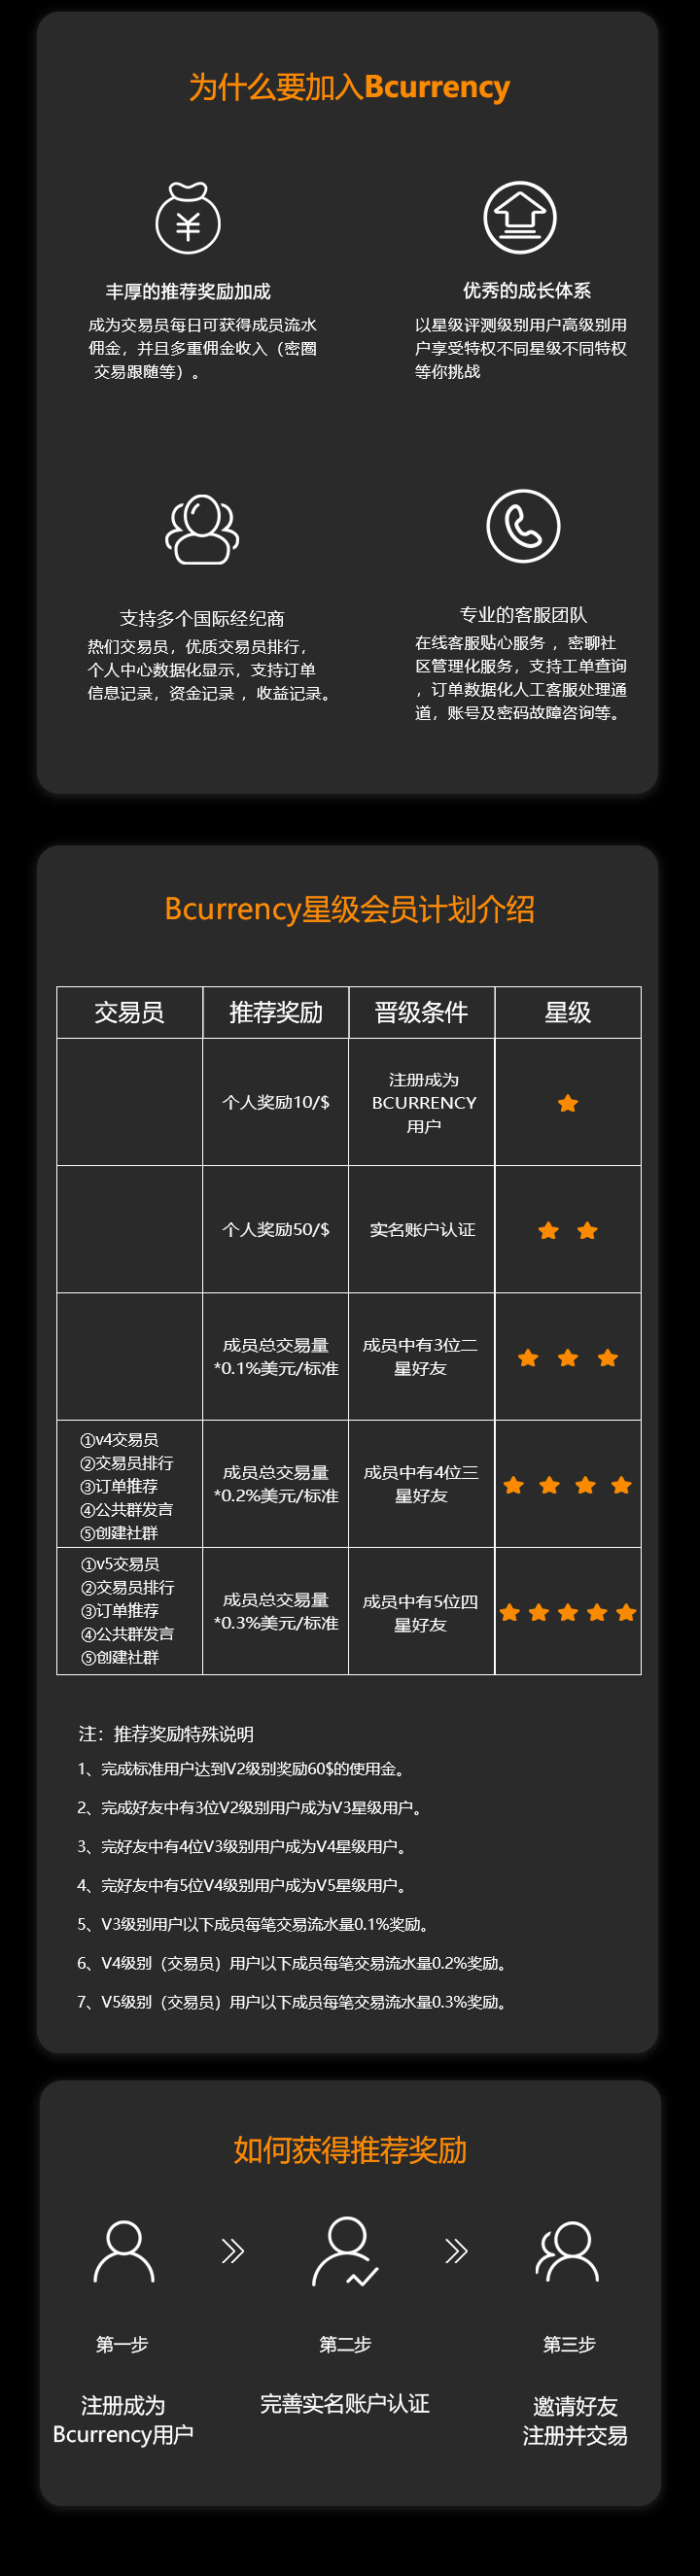 为什么要加入Bcurrency
丰厚的推荐奖励加成
成为交易员每日可获得成员流水
佣金，并且多重佣金收入（密圈
交易跟随等）。
优秀的成长体系
以星级评测级别用户高级别用
户享受特权不同星级不同特权
等你挑战
支持多个国际经纪商
热们交易员，优质交易员排行，
个人中心数据化显示，支持订单
信息记录，资金记录 ，收益记录。
专业的客服团队
在线客服贴心服务 ，密聊社
区管理化服务，支持工单查询
，订单数据化人工客服处理通
道，账号及密码故障咨询等。
Bcurrency星级会员计划介绍
交易员 推荐奖励 晋级条件 星级
个人奖励10/$
注册成为
BCURRENCY
用户
个人奖励50/$
实名账户认证
成员总交易量
*0.1%美元/标准
成员中有3位二
星好友
①v4交易员
②交易员排行
③订单推荐
④公共群发言
⑤创建社群
成员总交易量
*0.2%美元/标准
成员中有4位三
星好友
①v5交易员
②交易员排行
③订单推荐
④公共群发言
⑤创建社群
成员总交易量
*0.3%美元/标准
成员中有5位四
星好友
注：推荐奖励特殊说明
1、完成标准用户达到V2级别奖励60$的使用金。
2、完成好友中有3位V2级别用户成为V3星级用户。
3、完好友中有4位V3级别用户成为V4星级用户。
4、完好友中有5位V4级别用户成为V5星级用户。
5、V3级别用户以下成员每笔交易流水量0.1%奖励。
6、V4级别（交易员）用户以下成员每笔交易流水量0.2%奖励。
7、V5级别（交易员）用户以下成员每笔交易流水量0.3%奖励。
如何获得推荐奖励
第一步
注册成为
Bcurrency用户
第二步
完善实名账户认证
第三步
邀请好友
注册并交易